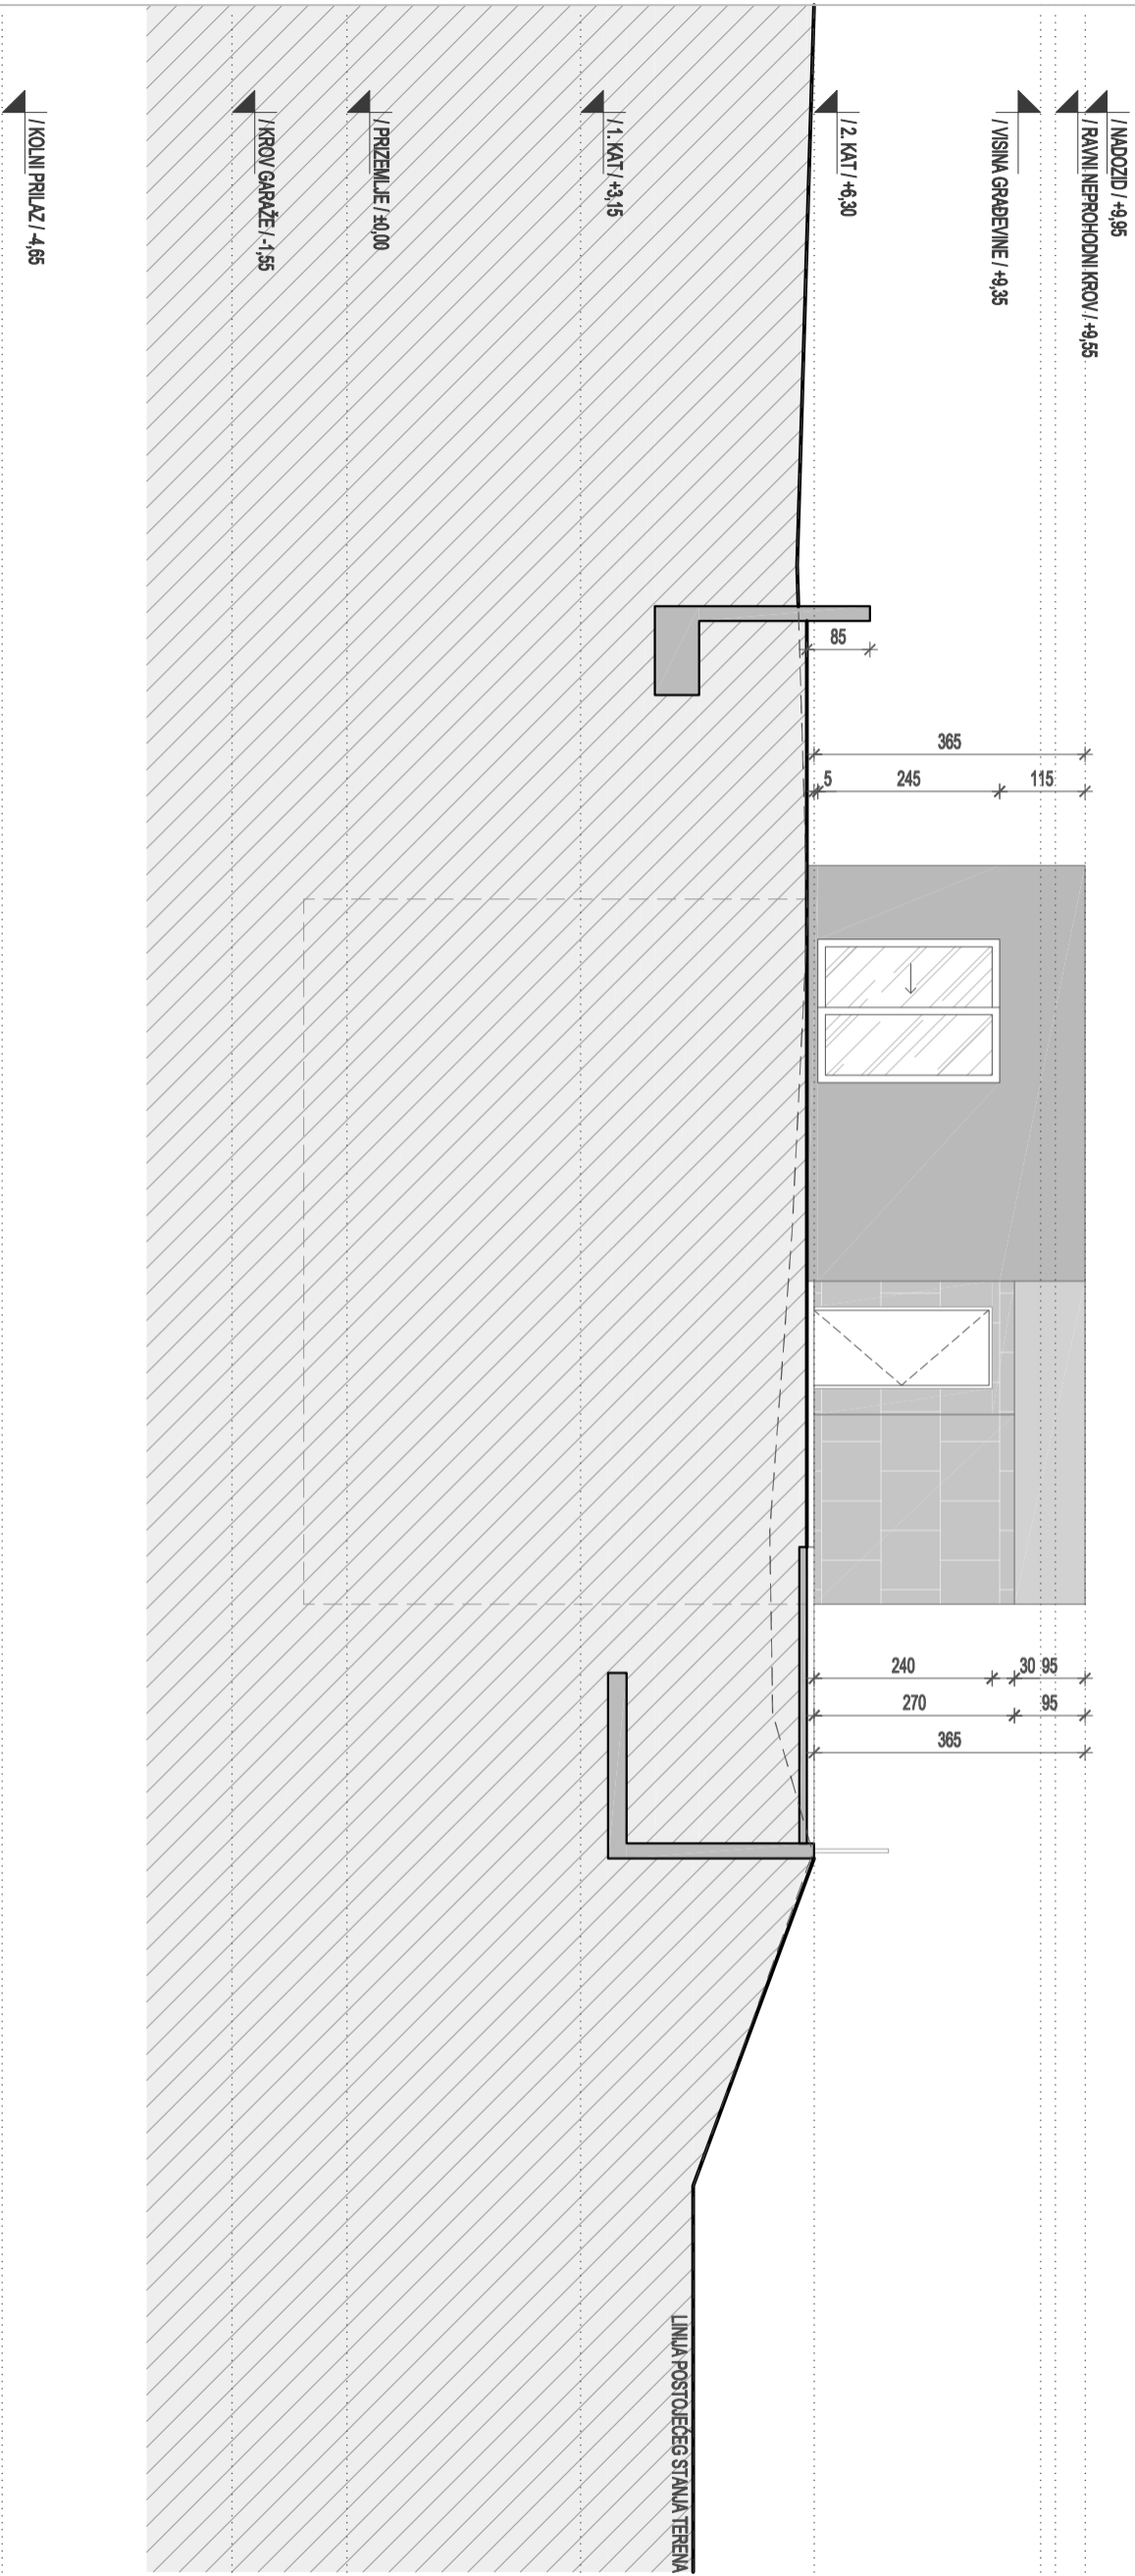 / NADOZID / +9,95
/ RAVNI NEPROHODNI KROV / +9,55
/ VISINA GRAĐEVINE / +9,35
/ 2. KAT / +6,30
/ 1. KAT / +3,15
/ PRIZEMLJE / ±0,00
/ KROV GARAŽE / -1,55
/ KOLNI PRILAZ / -4,65
85
365
5 245 115
240 30 95
270 95
365
LINIJA POSTOJEĆEG STANJA TERENA